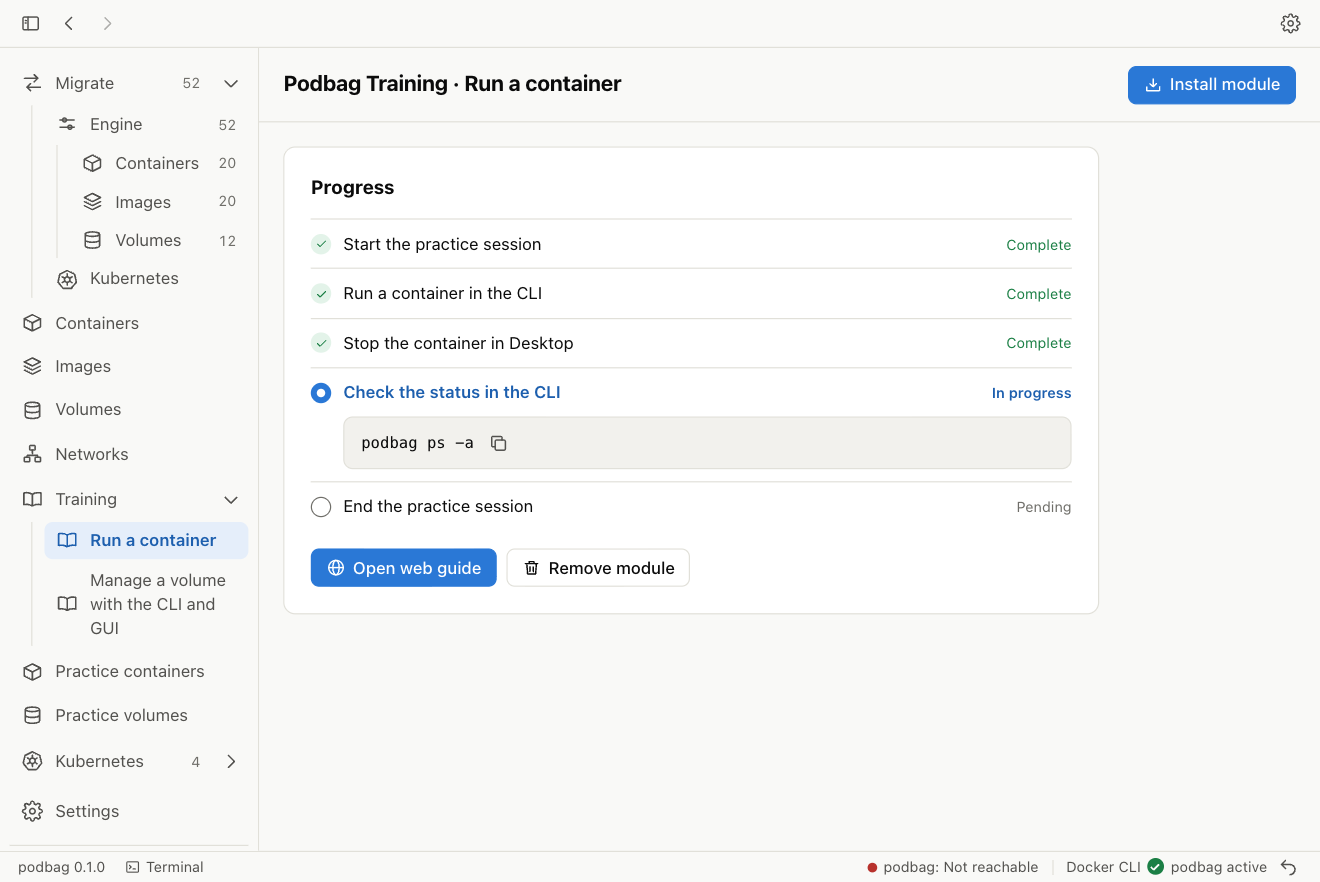 Migrate 52
Engine 52
Containers 20
Images 20
Volumes 12
Kubernetes
Containers
Images
Volumes
Networks
Training
Run a container
Manage a volume
with the CLI and
GUI
Practice containers
Practice volumes
Kubernetes 4
Settings
Podbag Training · Run a container
Install module
Progress
Start the practice session Complete
Run a container in the CLI Complete
Stop the container in Desktop Complete
Check the status in the CLI In progress
podbag ps -a
End the practice session Pending
Open web guide Remove module
podbag 0.1.0 Terminal podbag: Not reachable Docker CLI podbag active